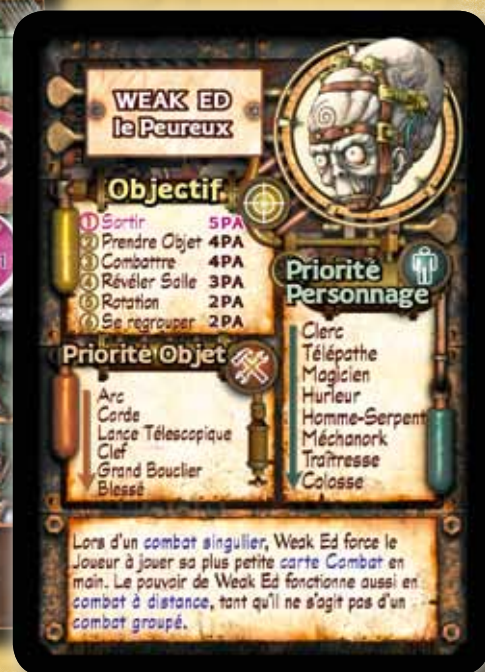 WEAK ED
le Peureux
Objectif
1 Sortir 5PA
2 Prendre Objet 4PA
3 Combattre 4PA
4 Révéler Salle 3PA
5 Rotation 2PA
6 Se regrouper 2PA
Priorité Objet
Arc
Corde
Lance Télescopique
Clef
Grand Bouclier
Blessé
Priorité
Personnage
Clerc
Télépathe
Magicien
Hurleur
Homme-Serpent
Méchanork
Traîtresse
Colosse
Lors d'un combat singulier, Weak Ed force le
Joueur à jouer sa plus petite carte Combat en
main. Le pouvoir de Weak Ed fonctionne aussi en
combat à distance, tant qu'il ne s'agit pas d'un
combat groupé.